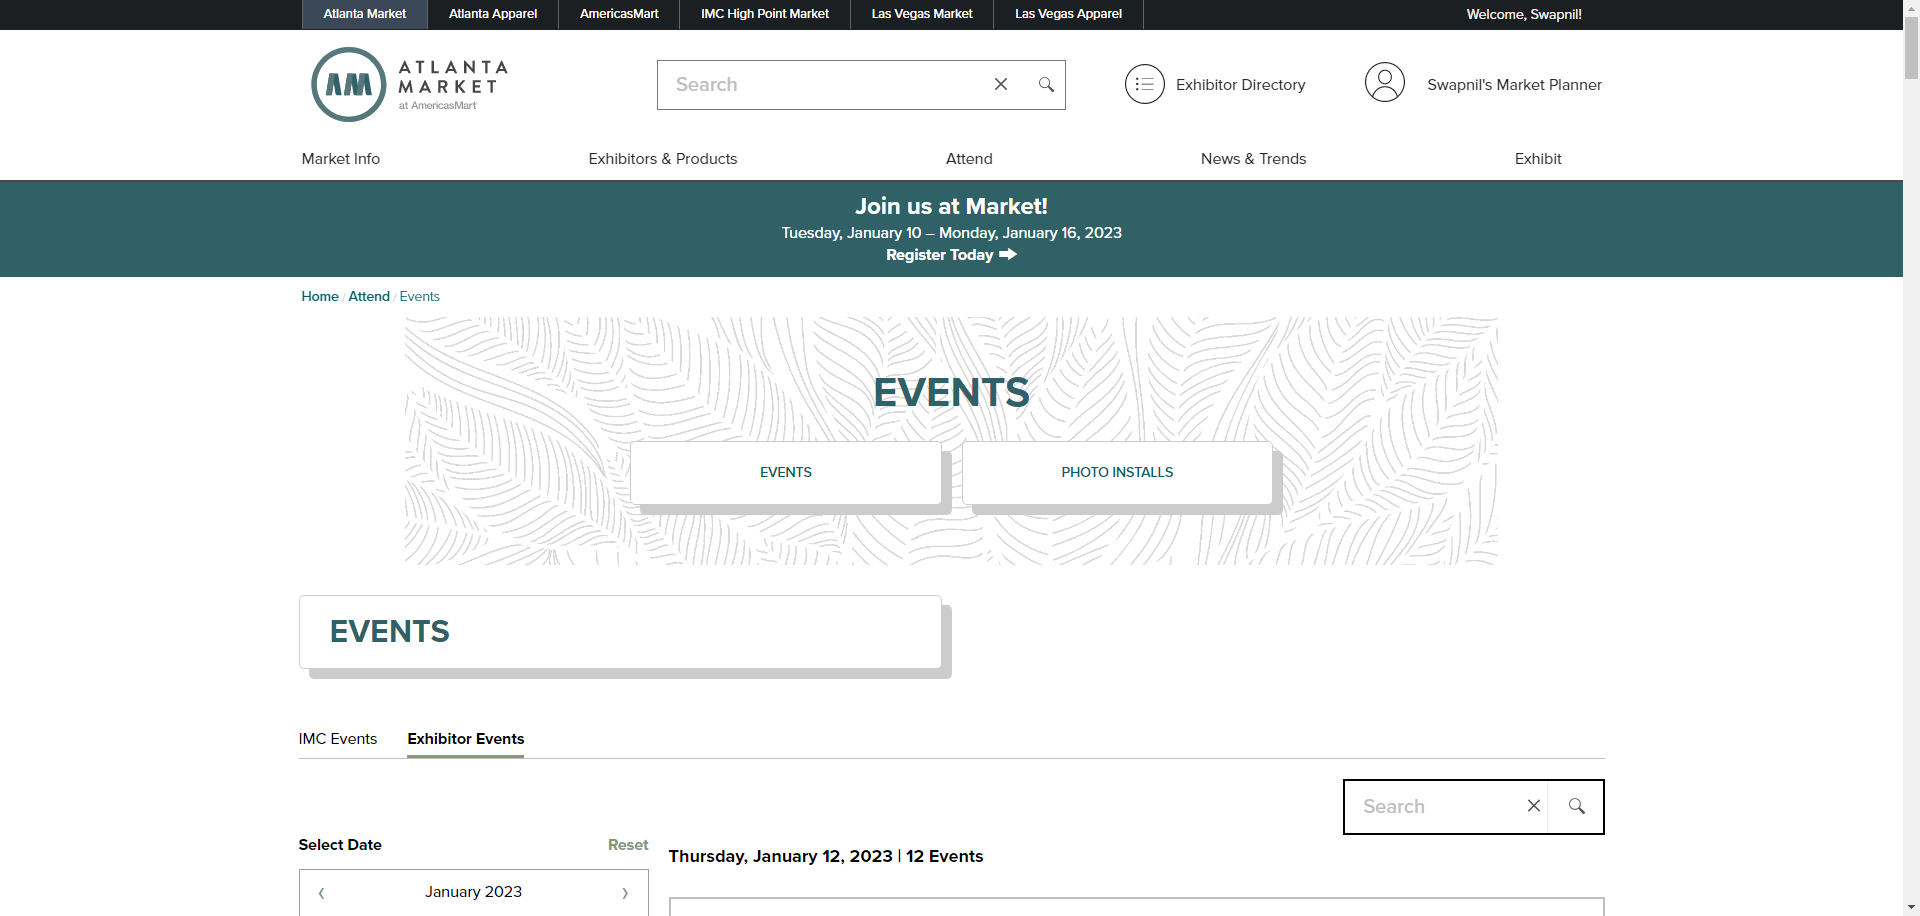 Atlanta Market Atlanta Apparel AmericasMart IMC High Point Market Las Vegas Market Las Vegas Apparel Welcome, Swapnil!
AM ATLANTA
MARKET
at AmericasMart
Search
Exhibitor Directory
Swapnil's Market Planner
Market Info Exhibitors & Products Attend News & Trends Exhibit
Join us at Market!
Tuesday, January 10 – Monday, January 16, 2023
Register Today
Home / Attend / Events
EVENTS
EVENTS PHOTO INSTALLS
EVENTS
IMC Events Exhibitor Events
Search
Select Date Reset
Thursday, January 12, 2023 | 12 Events
‹ January 2023 ›